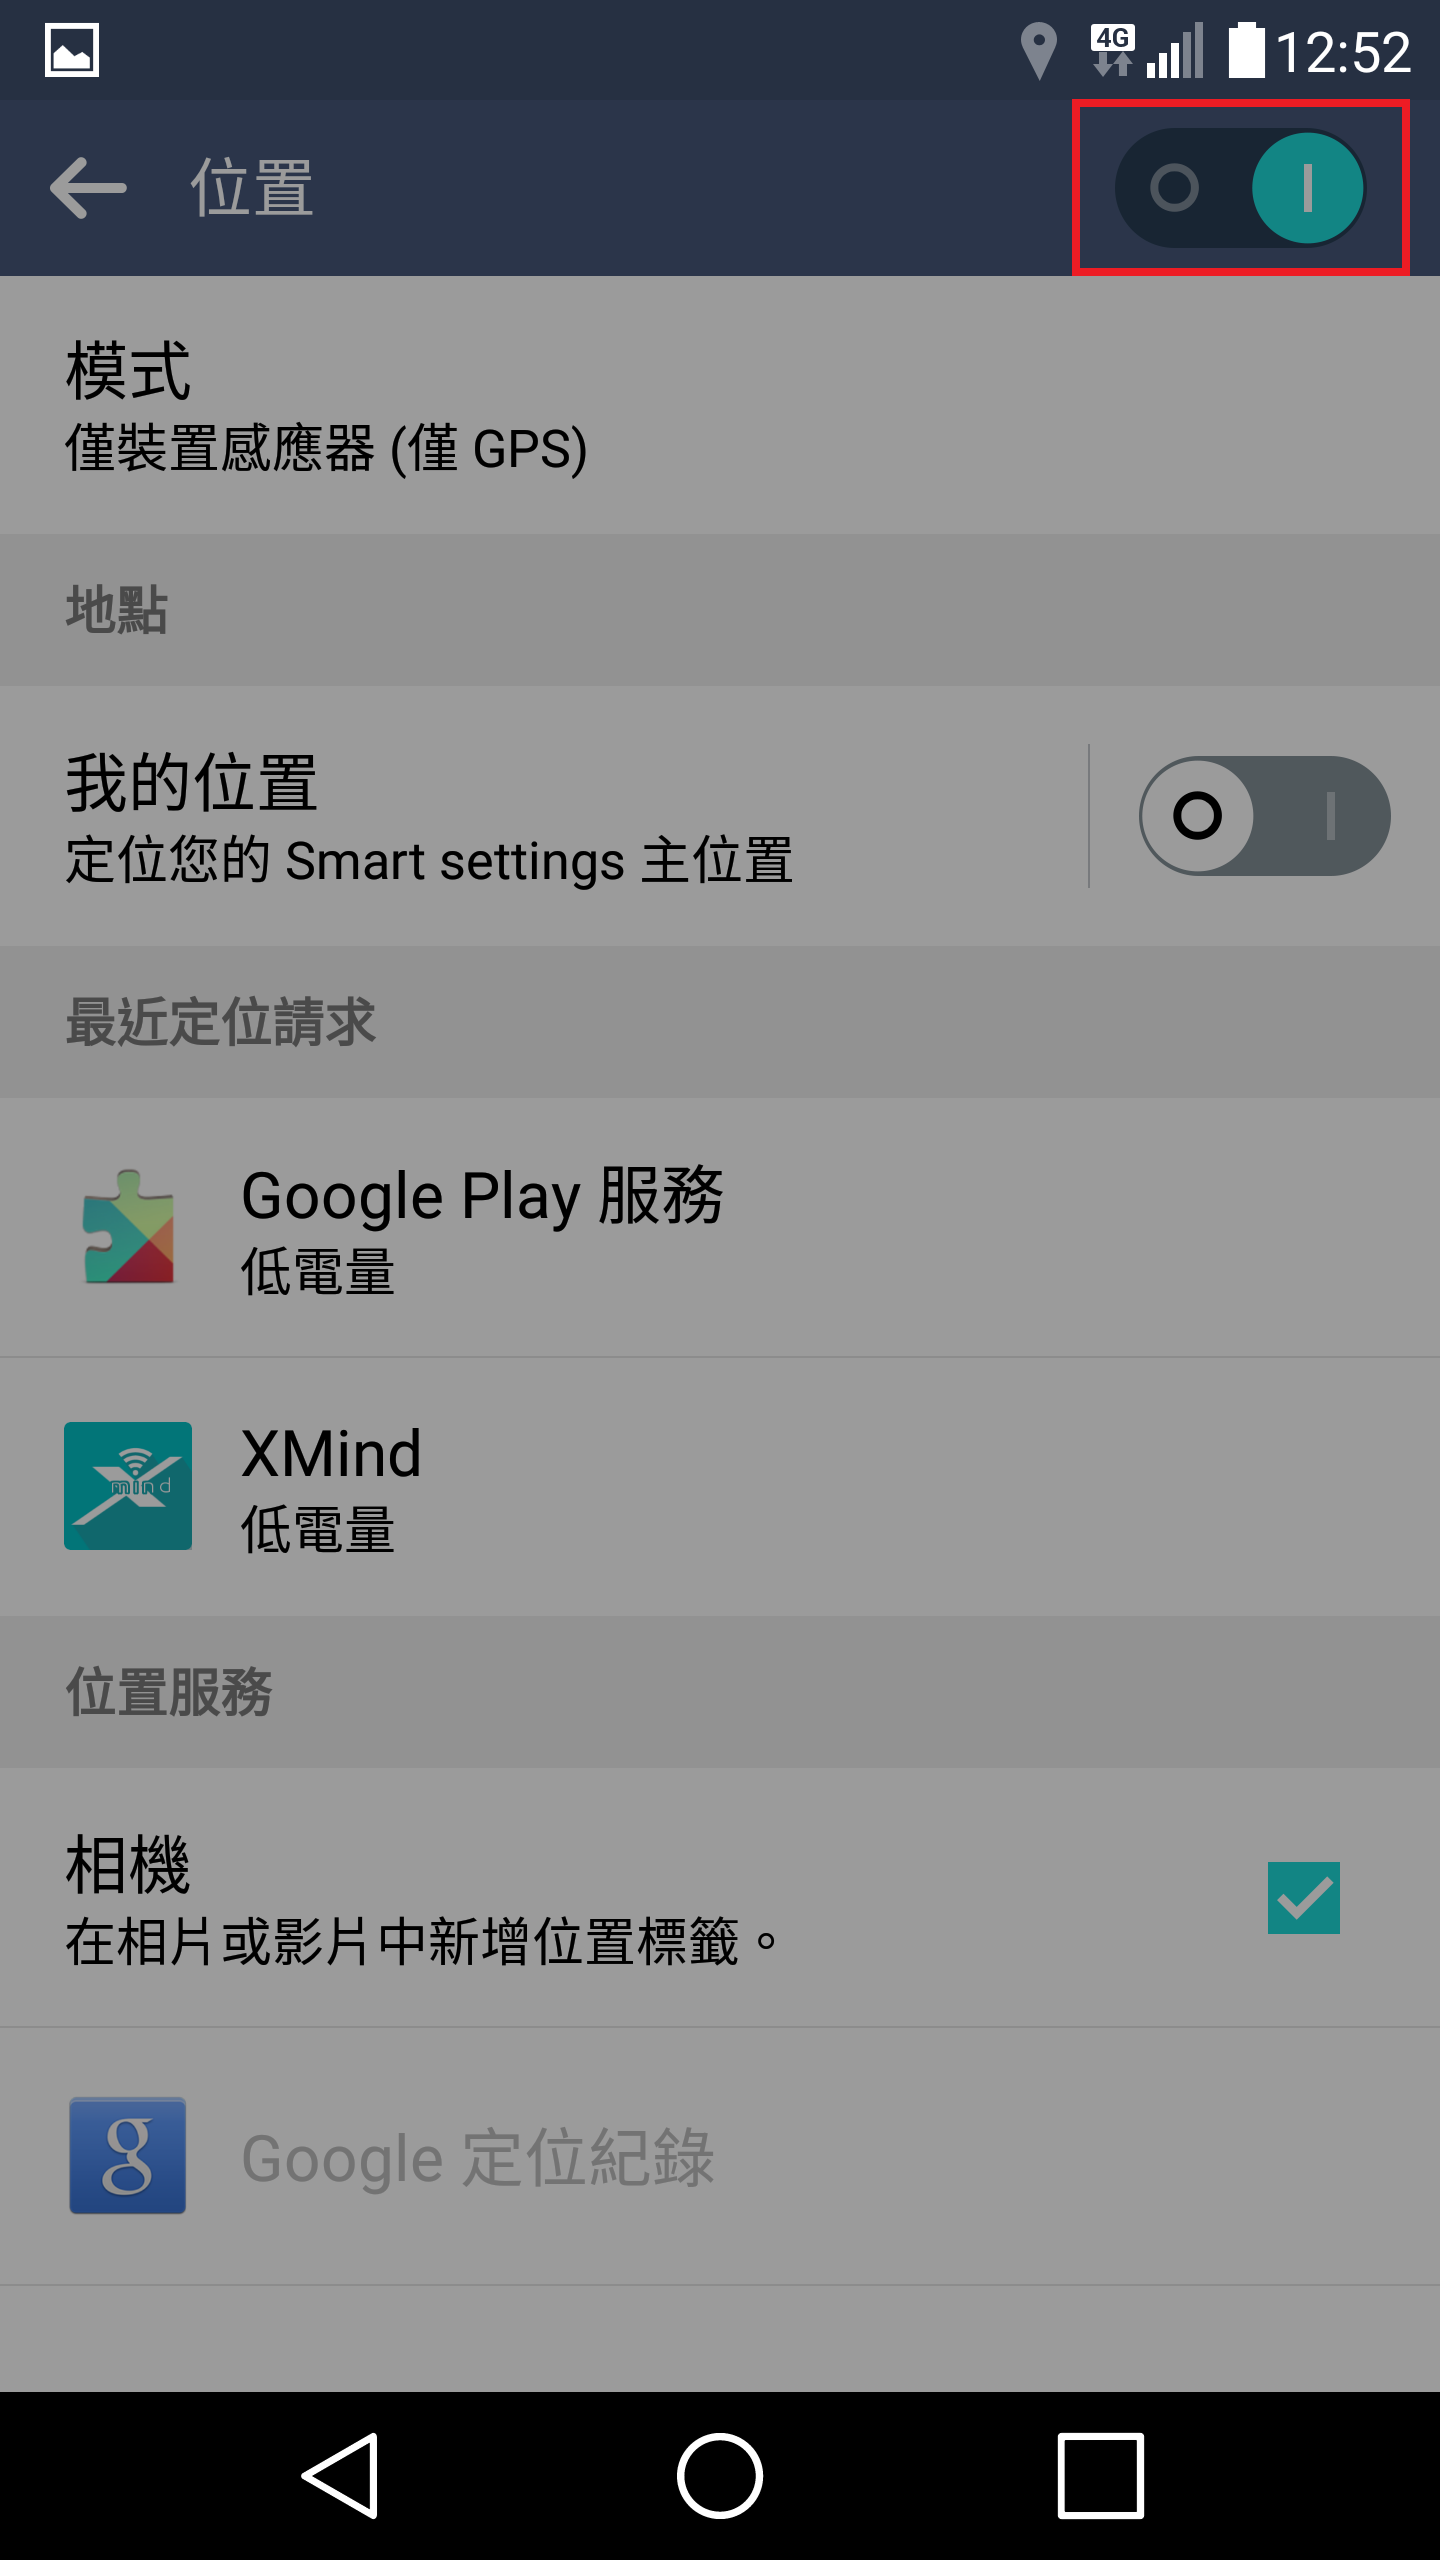 4G 12:52
位置
模式
僅裝置感應器 (僅 GPS)
地點
我的位置
定位您的 Smart settings 主位置
最近定位請求
Google Play 服務
低電量
XMind
mind
低電量
位置服務
相機
在相片或影片中新增位置標籤。
g
Google 定位紀錄